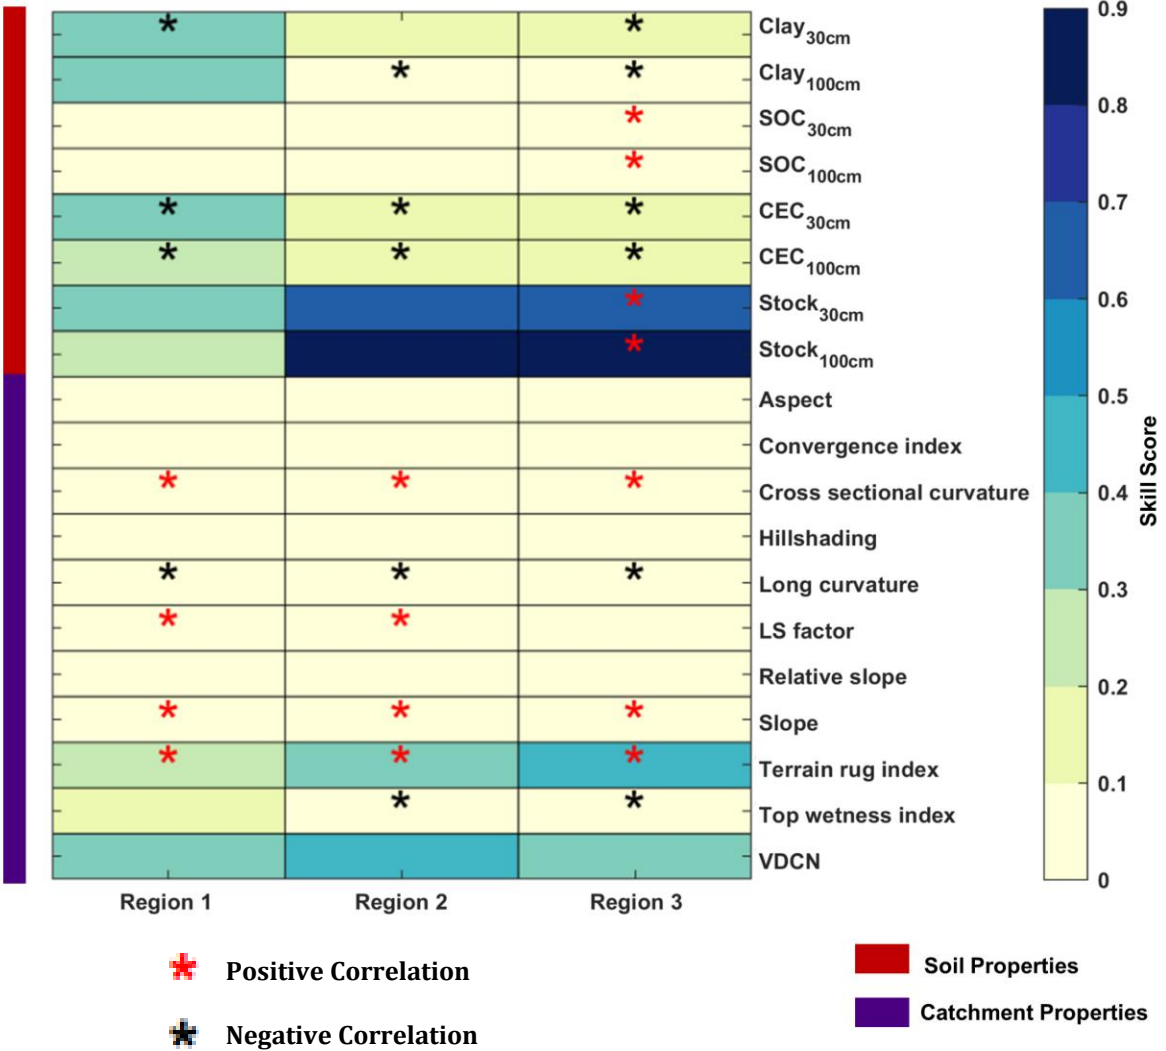 Clay30cm
Clay100cm
SOC30cm
SOC100cm
CEC30cm
CEC100cm
Stock30cm
Stock100cm
Aspect
Convergence index
Cross sectional curvature
Hillshading
Long curvature
LS factor
Relative slope
Slope
Terrain rug index
Top wetness index
VDCN
Region 1 Region 2 Region 3
0.9
0.8
0.7
0.6
0.5
0.4
0.3
0.2
0.1
0
Skill Score
* Positive Correlation
* Negative Correlation
Soil Properties
Catchment Properties